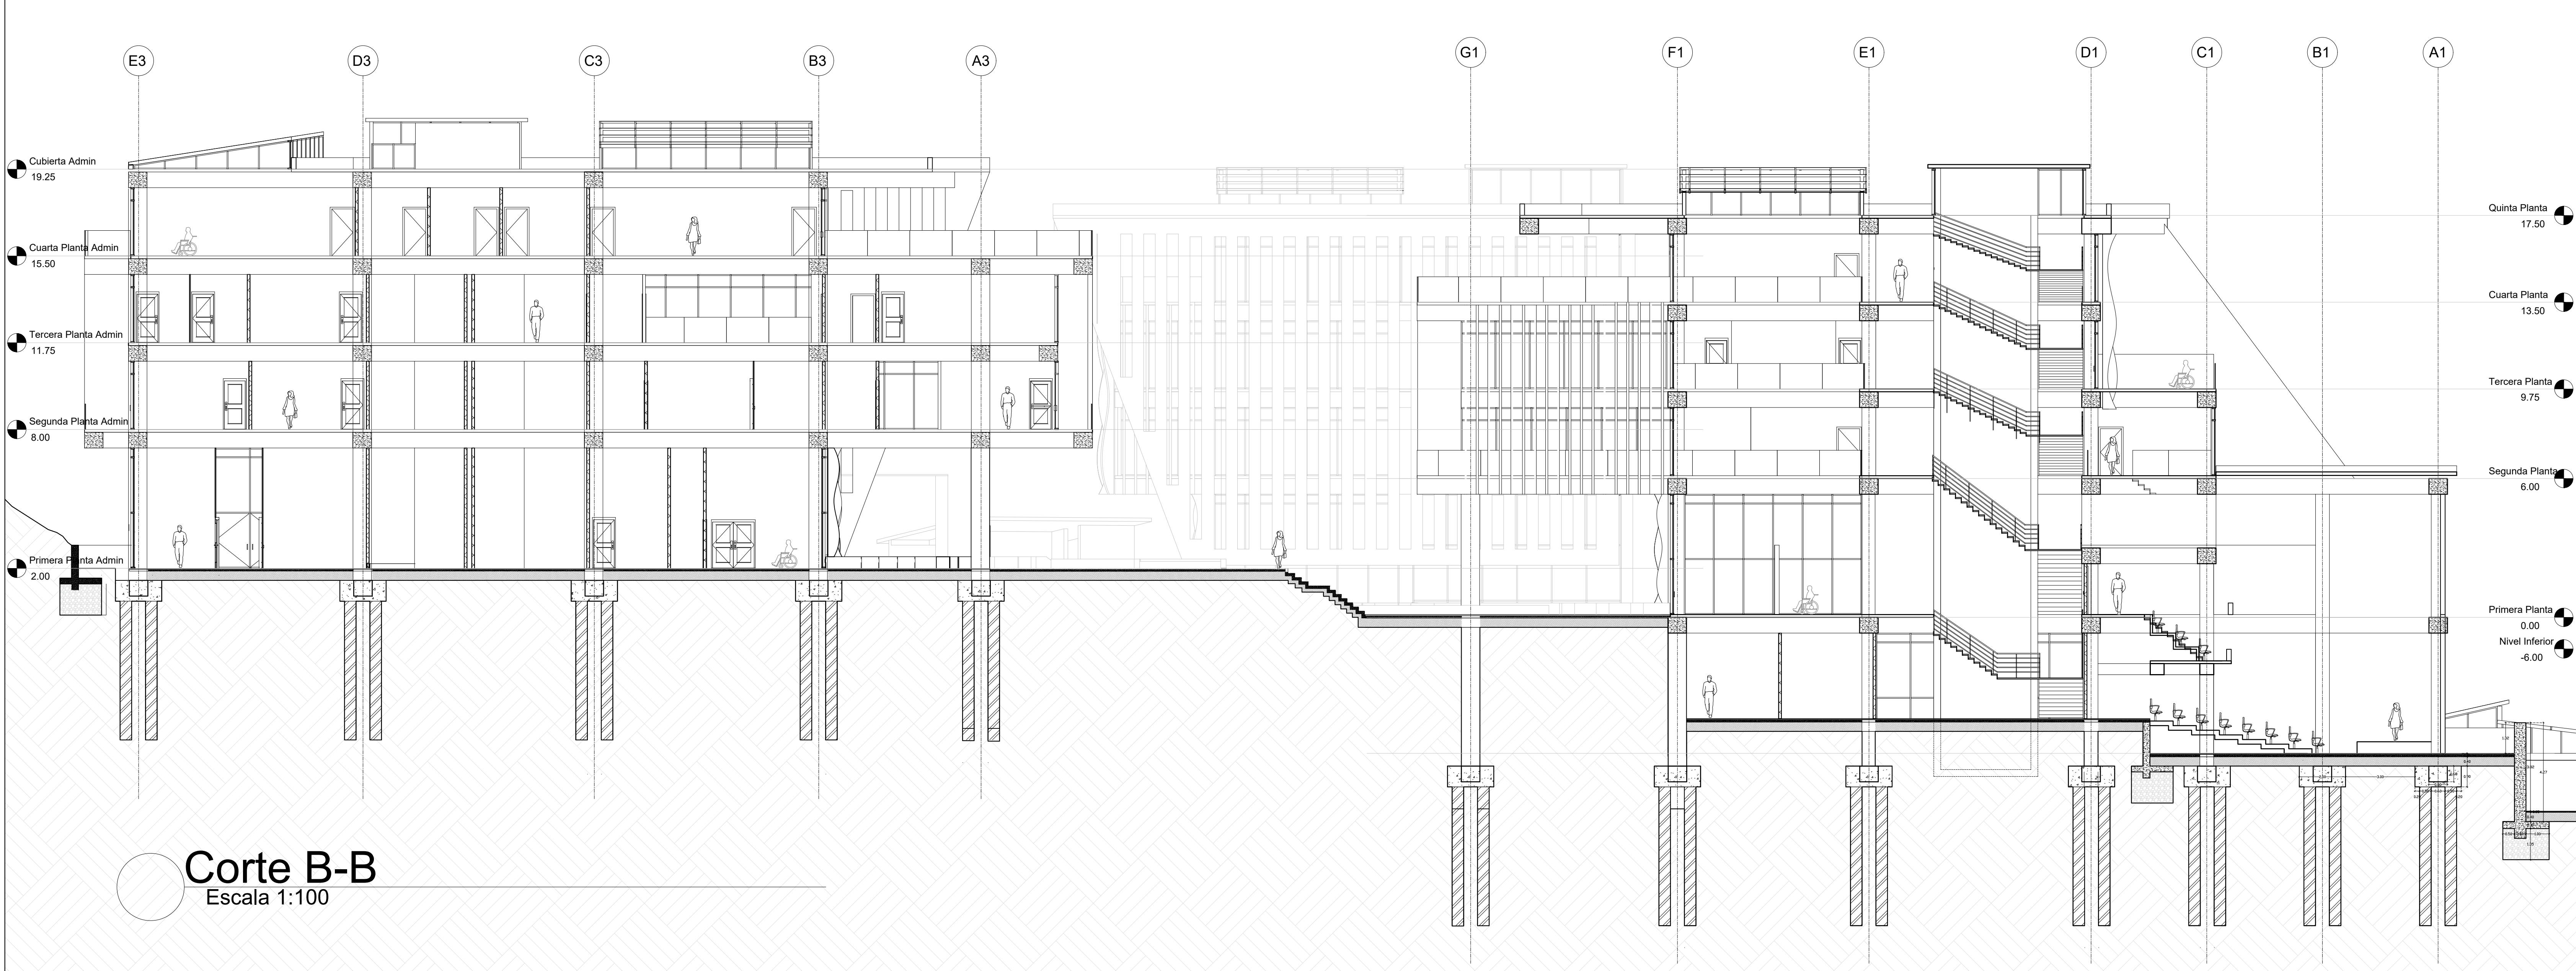 E3 D3 C3 B3 A3 G1 F1 E1 D1 C1 B1 A1
Cubierta Admin
19.25
Cuarta Planta Admin
15.50
Tercera Planta Admin
11.75
Segunda Planta Admin
8.00
Primera Planta Admin
2.00
Quinta Planta
17.50
Cuarta Planta
13.50
Tercera Planta
9.75
Segunda Planta
6.00
Primera Planta
0.00
Nivel Inferior
-6.00
4.27
Corte B-B
Escala 1:100